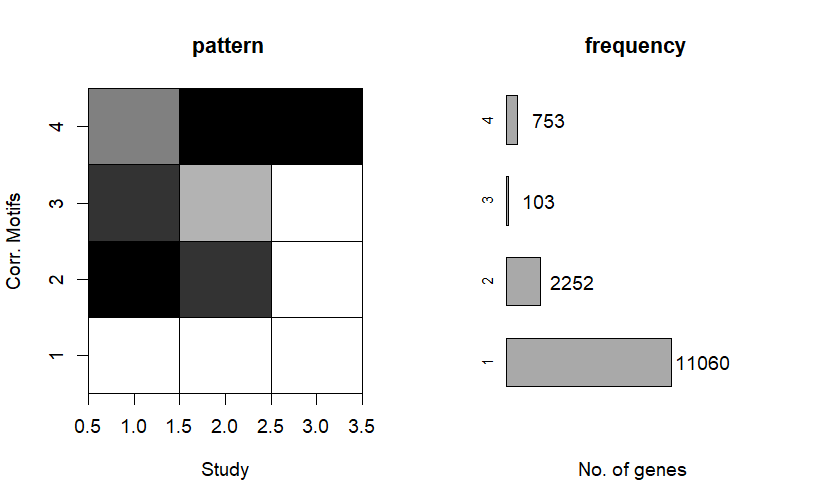 pattern
Corr. Motifs
4
3
2
1
0.5 1.0 1.5 2.0 2.5 3.0 3.5
Study
frequency
4 753
3 103
2 2252
1 11060
No. of genes